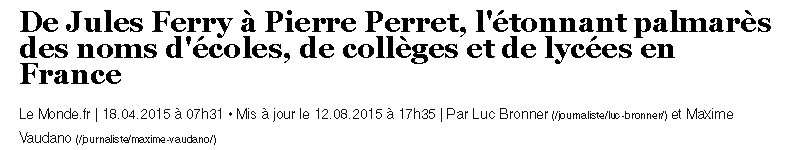 De Jules Ferry à Pierre Perret, l'étonnant palmarès
des noms d'écoles, de collèges et de lycées en
France
Le Monde.fr | 18.04.2015 à 07h31 • Mis à jour le 12.08.2015 à 17h35 | Par Luc Bronner (/journaliste/luc-bronner/) et Maxime
Vaudano (/journaliste/maxime-vaudano/)